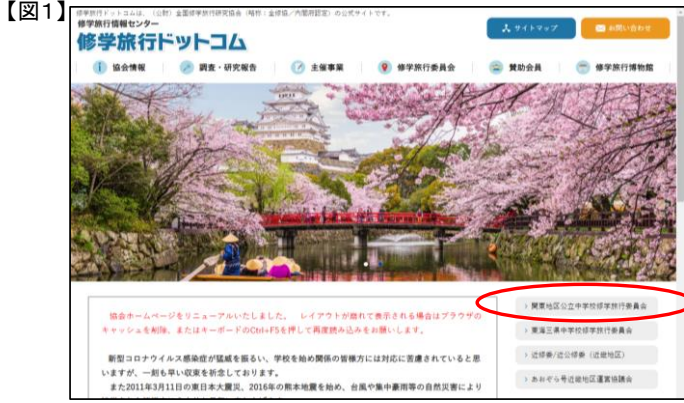 【図1】
修学旅行ドットコムは、(公財)全国修学旅行研究協会(略称:全修協/内閣府認定)の公式サイトです。
修学旅行情報センター
修学旅行ドットコム
サイトマップ
お問い合わせ
協会情報
調査・研究報告
主催事業
修学旅行委員会
賛助会員
修学旅行博物館
協会ホームページをリニューアルいたしました。 レイアウトが崩れて表示される場合はブラウザの
キャッシュを削除、またはキーボードのCtrl+F5を押して再度読み込みをお願いします。
新型コロナウイルス感染症が猛威を振るい、学校を始め関係の皆様方には対応に苦慮されていると思
いますが、一刻も早い収束を祈念しております。
また2011年3月11日の東日本大震災、2016年の熊本地震を始め、台風や集中豪雨等の自然災害により
› 関東地区公立中学校修学旅行委員会
› 東海三県中学校修学旅行委員会
› 近修委/近公修委(近畿地区)
› あおぞら号近畿地区運営協議会